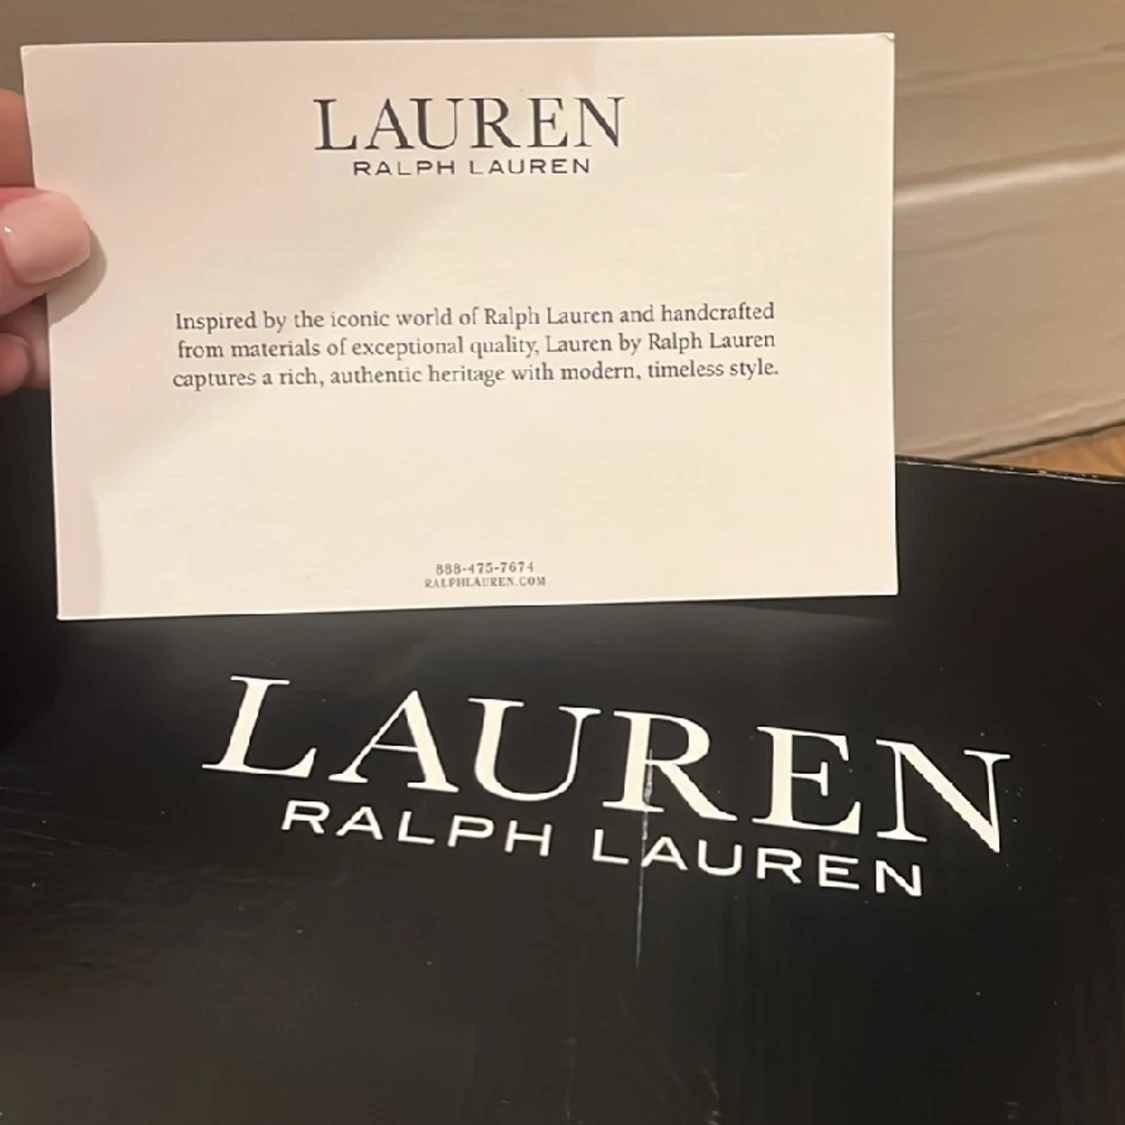 LAUREN
RALPH LAUREN
Inspired by the iconic world of Ralph Lauren and handcrafted
from materials of exceptional quality, Lauren by Ralph Lauren
captures a rich, authentic heritage with modern, timeless style.
888-475-7674
RALPHLAUREN.COM
LAUREN
RALPH LAUREN